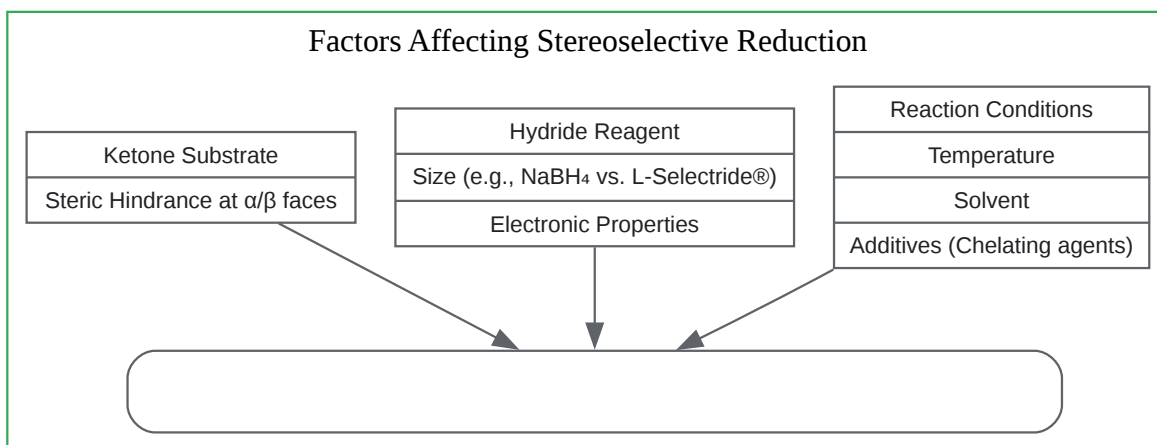 Factors Affecting Stereoselective Reduction
Ketone Substrate
Steric Hindrance at α/β faces
Hydride Reagent
Size (e.g., NaBH₄ vs. L-Selectride®)
Electronic Properties
Reaction Conditions
Temperature
Solvent
Additives (Chelating agents)